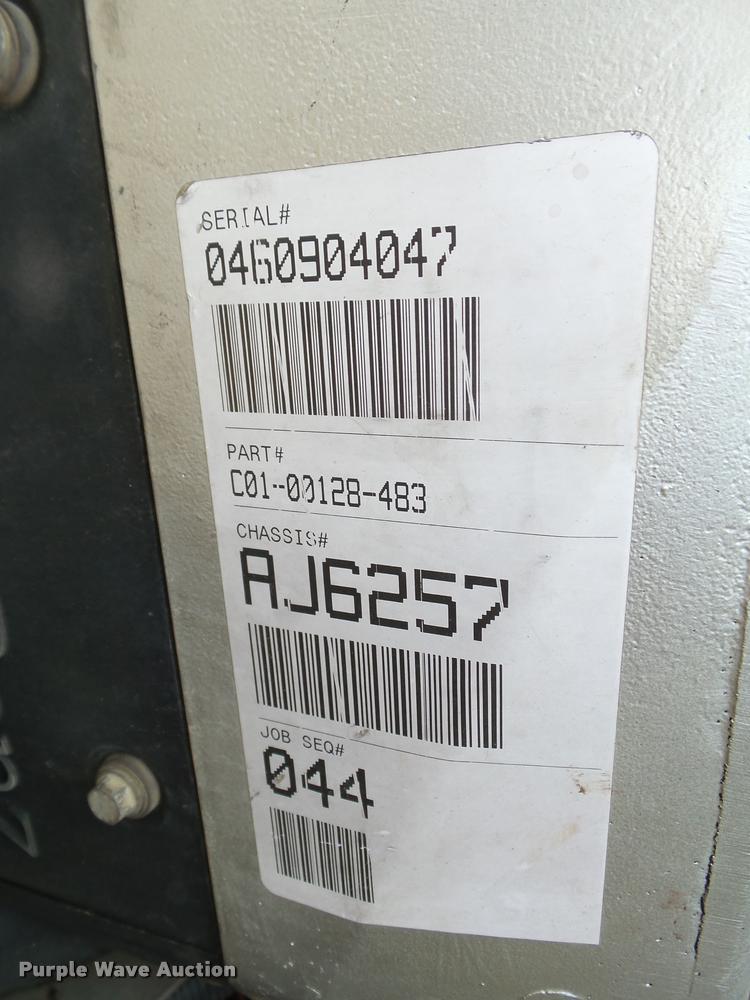 SERIAL#
0460904047
PART#
C01-00128-483
CHASSIS#
AJ6257
JOB SEQ#
044
Purple Wave Auction